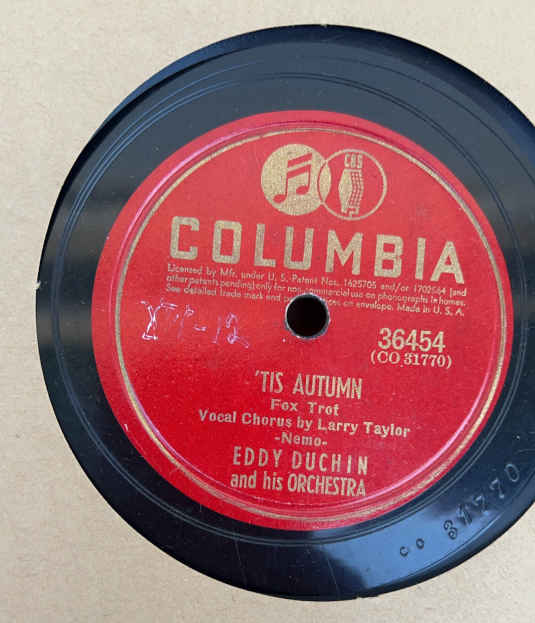 CBS
COLUMBIA
Licensed by Mfr. under U. S. Patent Nos. 1625705 and/or 1702564 (and
other patents pending) only for non-commercial use on phonographs in homes.
See detailed trade mark and on envelope. Made in U. S. A.
36454
(CO 31770)
'TIS AUTUMN
Fox Trot
Vocal Chorus by Larry Taylor
-Nemo-
EDDY DUCHIN
and his ORCHESTRA
CO 31770